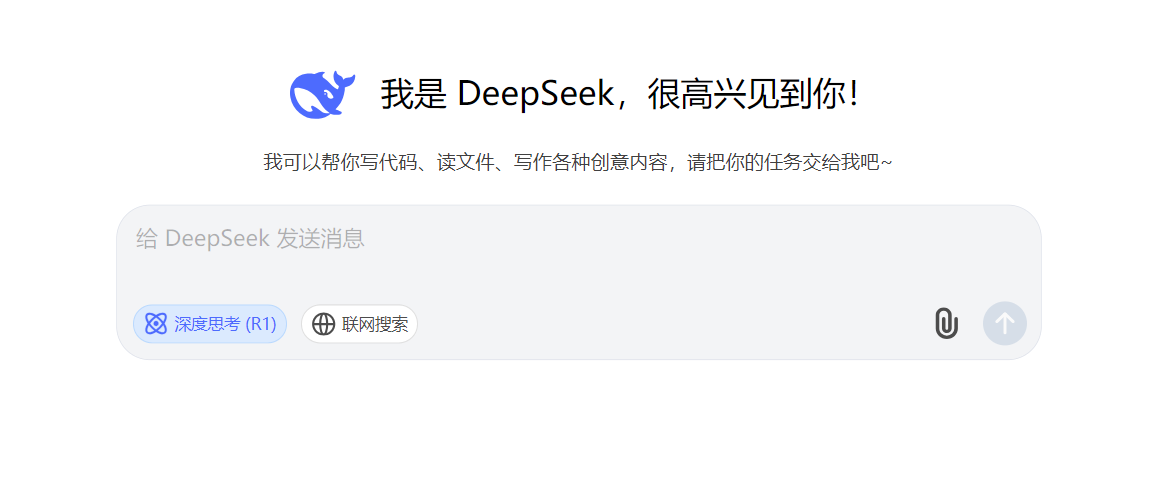 我是 DeepSeek，很高兴见到你！
我可以帮你写代码、读文件、写作各种创意内容，请把你的任务交给我吧~
给 DeepSeek 发送消息
深度思考 (R1) 联网搜索